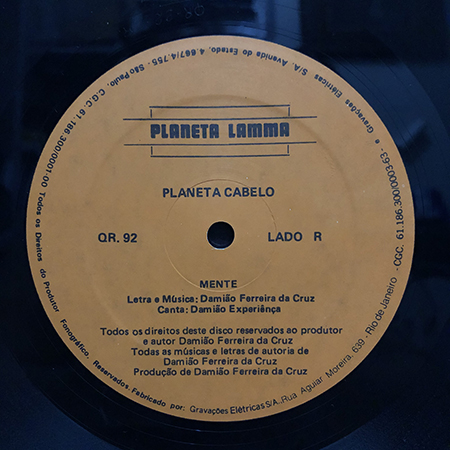 PLANETA LAMMA
PLANETA CABELO
QR. 92
LADO R
MENTE
Letra e Música: Damião Ferreira da Cruz
Canta: Damião Experiênça
Todos os direitos deste disco reservados ao produtor
e autor Damião Ferreira da Cruz
Todas as músicas e letras de autoria de
Damião Ferreira da Cruz
Produção de Damião Ferreira da Cruz
Todos os Direitos do Produtor Fonográfico, Reservados. Fabricado por: Gravações Elétricas S/A., Rua Aguiar Moreira, 639 - Rio de Janeiro - CGC. 61.186.300/0003-63 - e Gravações Elétricas S/A. Avenida do Estado, 4.667/4.755 - São Paulo. C.G.C. 61.186.300/0001-00